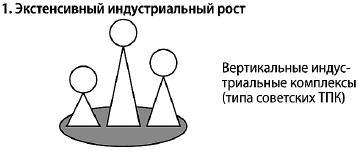 1. Экстенсивный индустриальный рост
Вертикальные индус-
триальные комплексы
(типа советских ТПК)